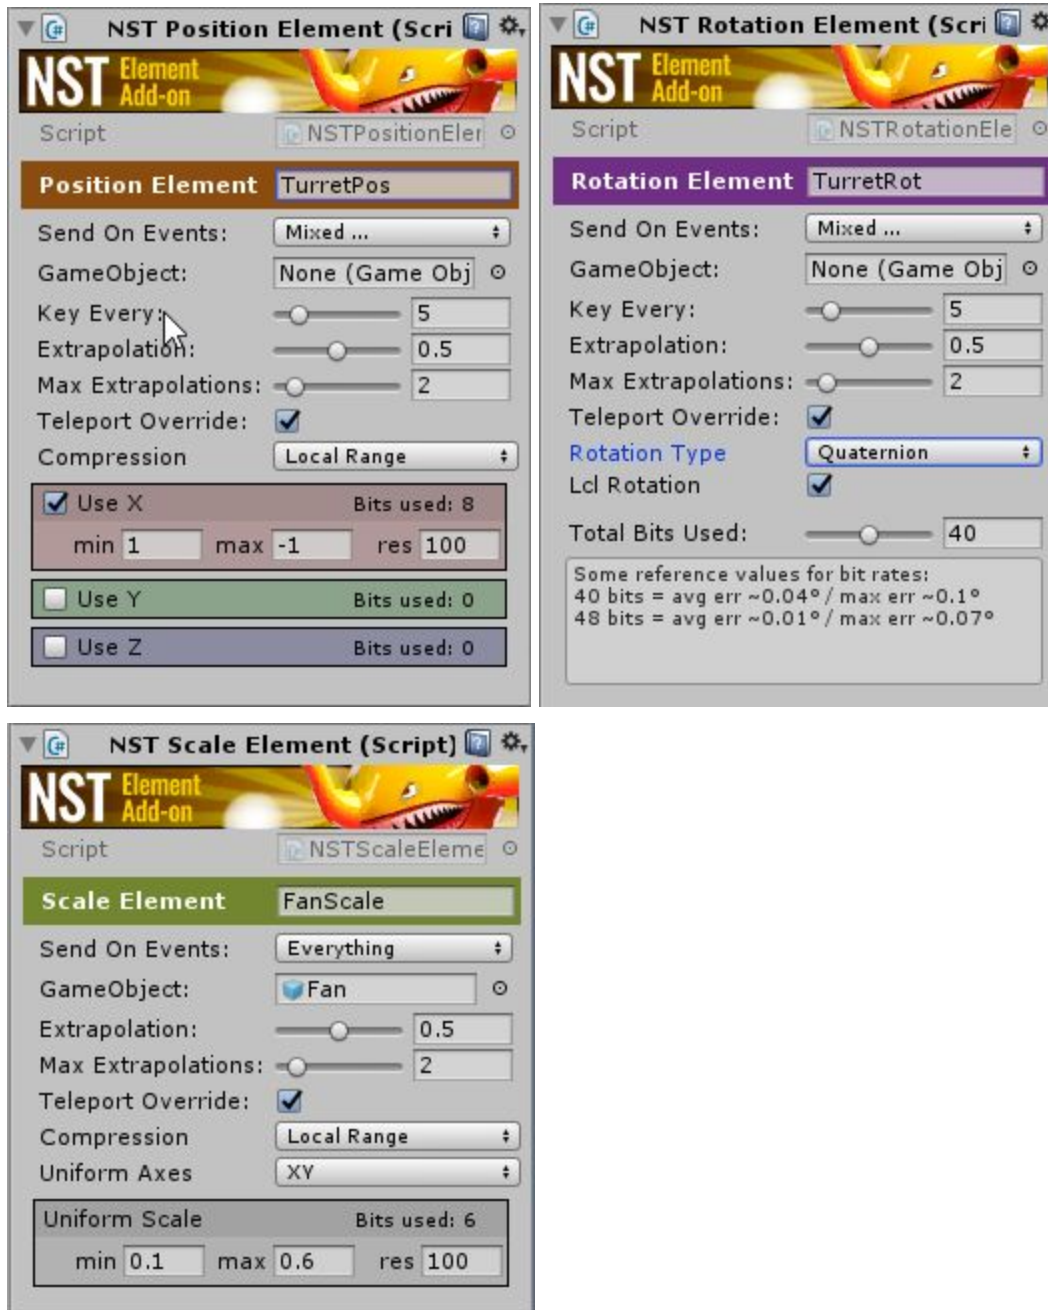 NST Position Element (Scri
NST Element Add-on
Script NSTPositionEler
Position Element TurretPos
Send On Events: Mixed ...
GameObject: None (Game Obj
Key Every: 5
Extrapolation: 0.5
Max Extrapolations: 2
Teleport Override:
Compression Local Range
Use X Bits used: 8
min 1 max -1 res 100
Use Y Bits used: 0
Use Z Bits used: 0
NST Rotation Element (Scri
NST Element Add-on
Script NSTRotationEle
Rotation Element TurretRot
Send On Events: Mixed ...
GameObject: None (Game Obj
Key Every: 5
Extrapolation: 0.5
Max Extrapolations: 2
Teleport Override:
Rotation Type Quaternion
Lcl Rotation
Total Bits Used: 40
Some reference values for bit rates:
40 bits = avg err ~0.04º / max err ~0.1º
48 bits = avg err ~0.01º / max err ~0.07º
NST Scale Element (Script)
NST Element Add-on
Script NSTScaleEleme
Scale Element FanScale
Send On Events: Everything
GameObject: Fan
Extrapolation: 0.5
Max Extrapolations: 2
Teleport Override:
Compression Local Range
Uniform Axes XY
Uniform Scale Bits used: 6
min 0.1 max 0.6 res 100